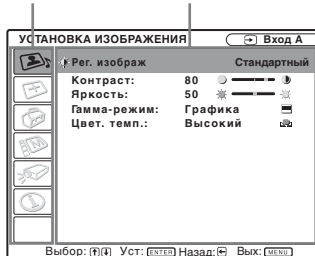 УСТАНОВКА ИЗОБРАЖЕНИЯ Вход A
Рег. изображ Стандартный
Контраст: 80
Яркость: 50
Гамма-режим: Графика
Цвет. темп.: Высокий
Выбор: Уст: ENTER Назад: Вых: MENU